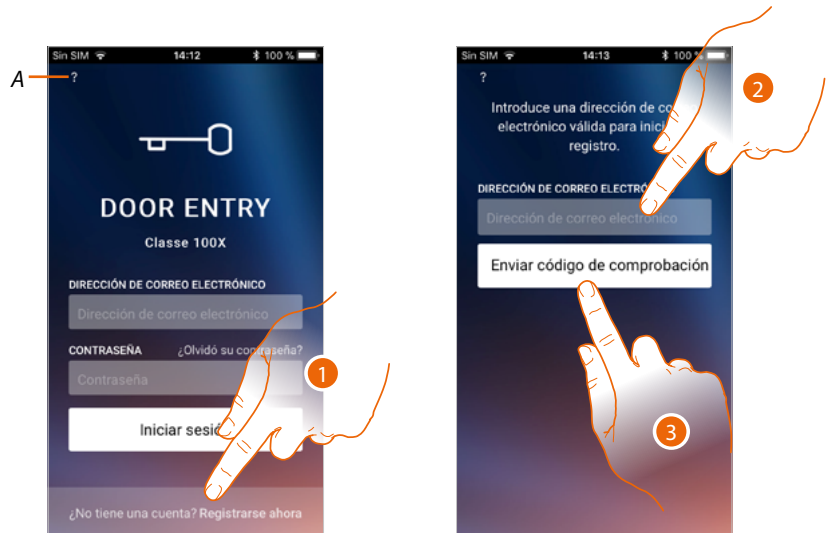 Sin SIM 14:12 100 %
A
?
DOOR ENTRY
Classe 100X
DIRECCIÓN DE CORREO ELECTRÓNICO
Dirección de correo electrónico
CONTRASEÑA ¿Olvidó su contraseña?
Contraseña
Iniciar sesió
¿No tiene una cuenta? Registrarse ahora
1
Sin SIM 14:13 100 %
?
Introduce una dirección de co
electrónico válida para inici
registro.
DIRECCIÓN DE CORREO ELECTR
Dirección de correo electrónico
Enviar código de comprobación
2
3